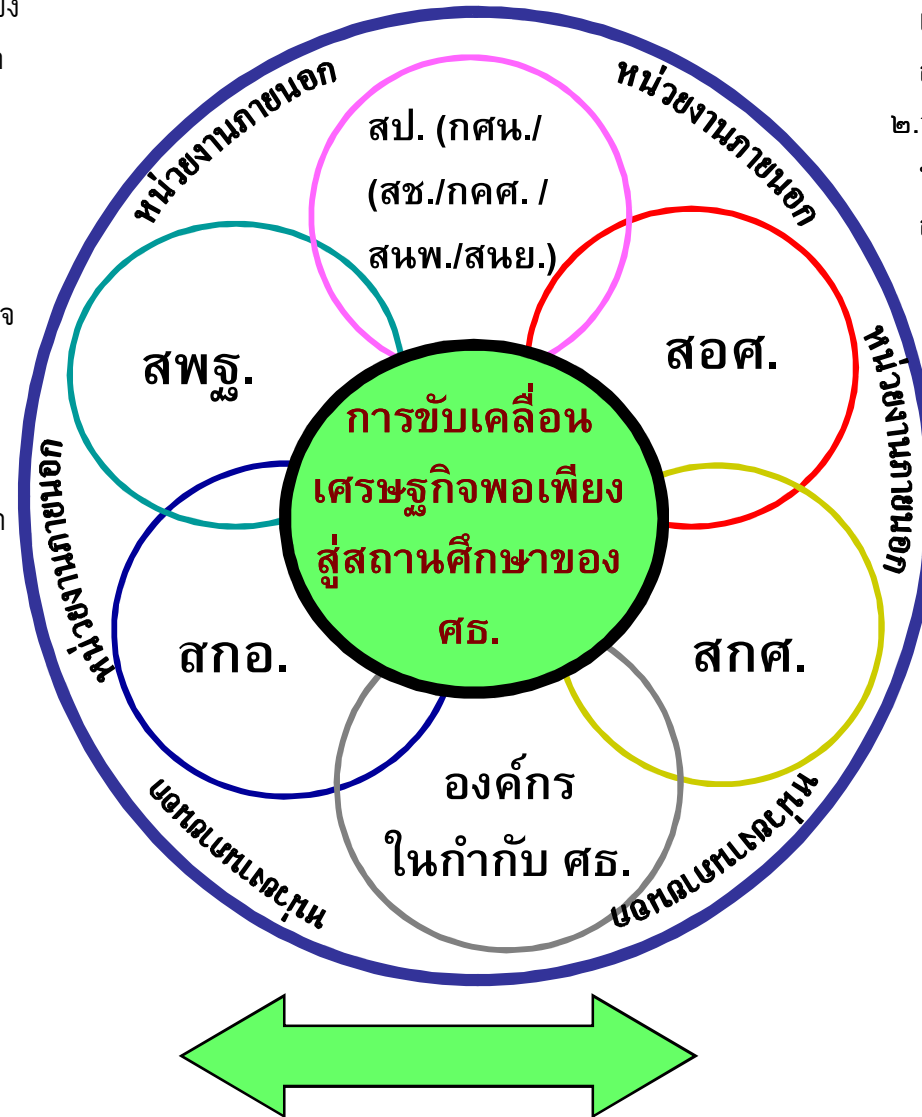 หน่วยงานภายนอก
หน่วยงานภายนอก
สป. (กศน./
(สช./กคศ. /
สนพ./สนย.)
๒.
สพฐ.
สอศ.
หน่วยงานภายนอก
หน่วยงานภายนอก
การขับเคลื่อน
เศรษฐกิจพอเพียง
สู่สถานศึกษาของ
ศธ.
สกอ.
สกศ.
องค์กร
ในกำกับ ศธ.
หน่วยงานภายนอก
หน่วยงานภายนอก